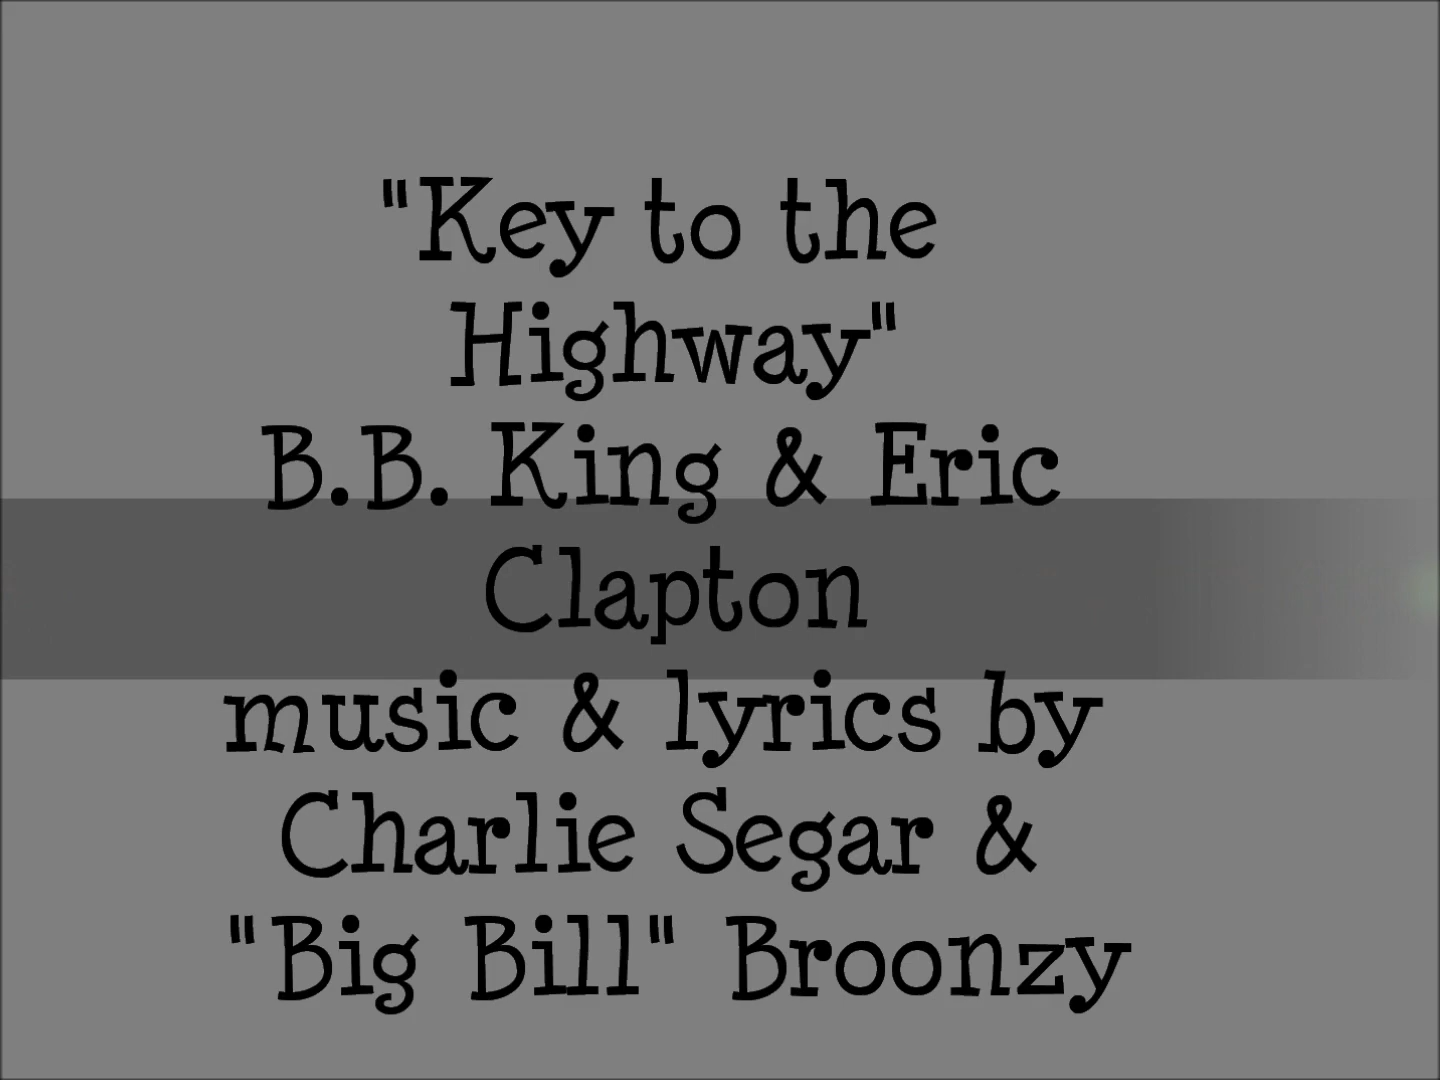 "Key to the
Highway"
B.B. King & Eric
Clapton
music & lyrics by
Charlie Segar &
"Big Bill" Broonzy